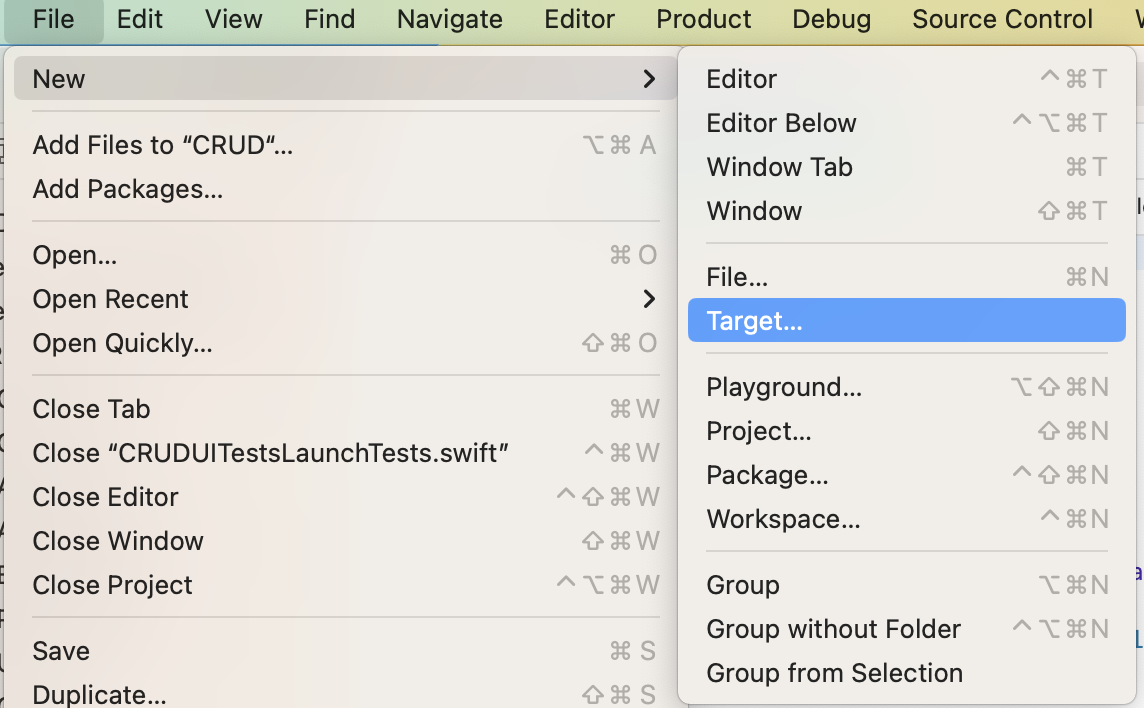 File Edit View Find Navigate Editor Product Debug Source Control
New
Add Files to “CRUD“... ⌥⌘ A
Add Packages...
Open... ⌘ O
Open Recent
Open Quickly... ⇧⌘ O
Close Tab ⌘W
Close “CRUDUITestsLaunchTests.swift” ^⌘W
Close Editor ^⇧⌘W
Close Window ⇧⌘W
Close Project ^⌥⌘W
Save ⌘ S
Duplicate... ⇧⌘ S
Editor ^⌘T
Editor Below ^⌥⌘T
Window Tab ⌘T
Window ⇧⌘T
File... ⌘N
Target...
Playground... ⌥⇧⌘N
Project... ⇧⌘N
Package... ^⇧⌘N
Workspace... ^⌘N
Group ⌥⌘N
Group without Folder ^⌥⌘N
Group from Selection